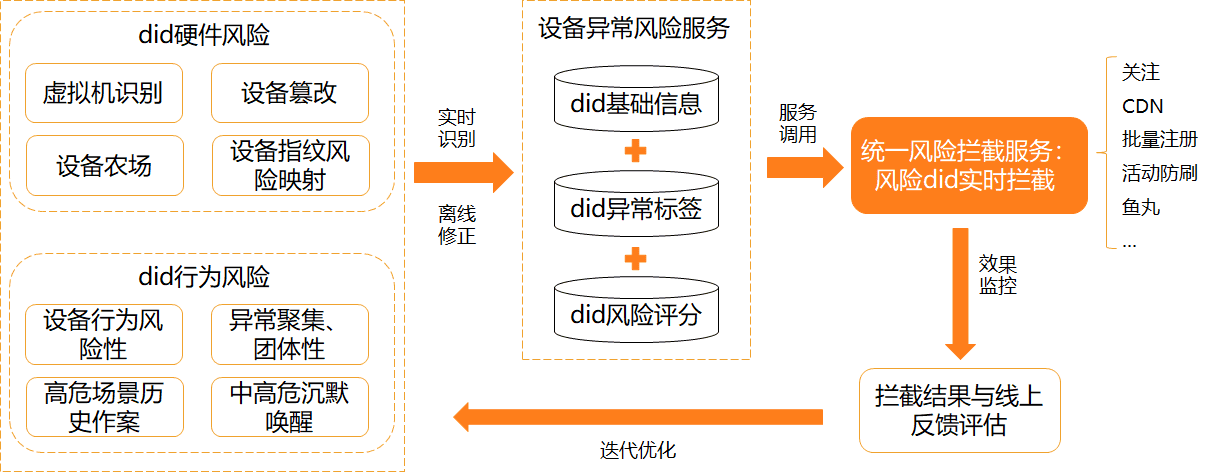 did硬件风险
虚拟机识别
设备篡改
设备农场
设备指纹风
险映射
did行为风险
设备行为风
险性
异常聚集、
团体性
高危场景历
史作案
中高危沉默
唤醒
实时
识别
离线
修正
设备异常风险服务
did基础信息
did异常标签
did风险评分
服务
调用
统一风险拦截服务：
风险did实时拦截
关注
CDN
批量注册
活动防刷
鱼丸
...
效果
监控
拦截结果与线上
反馈评估
迭代优化